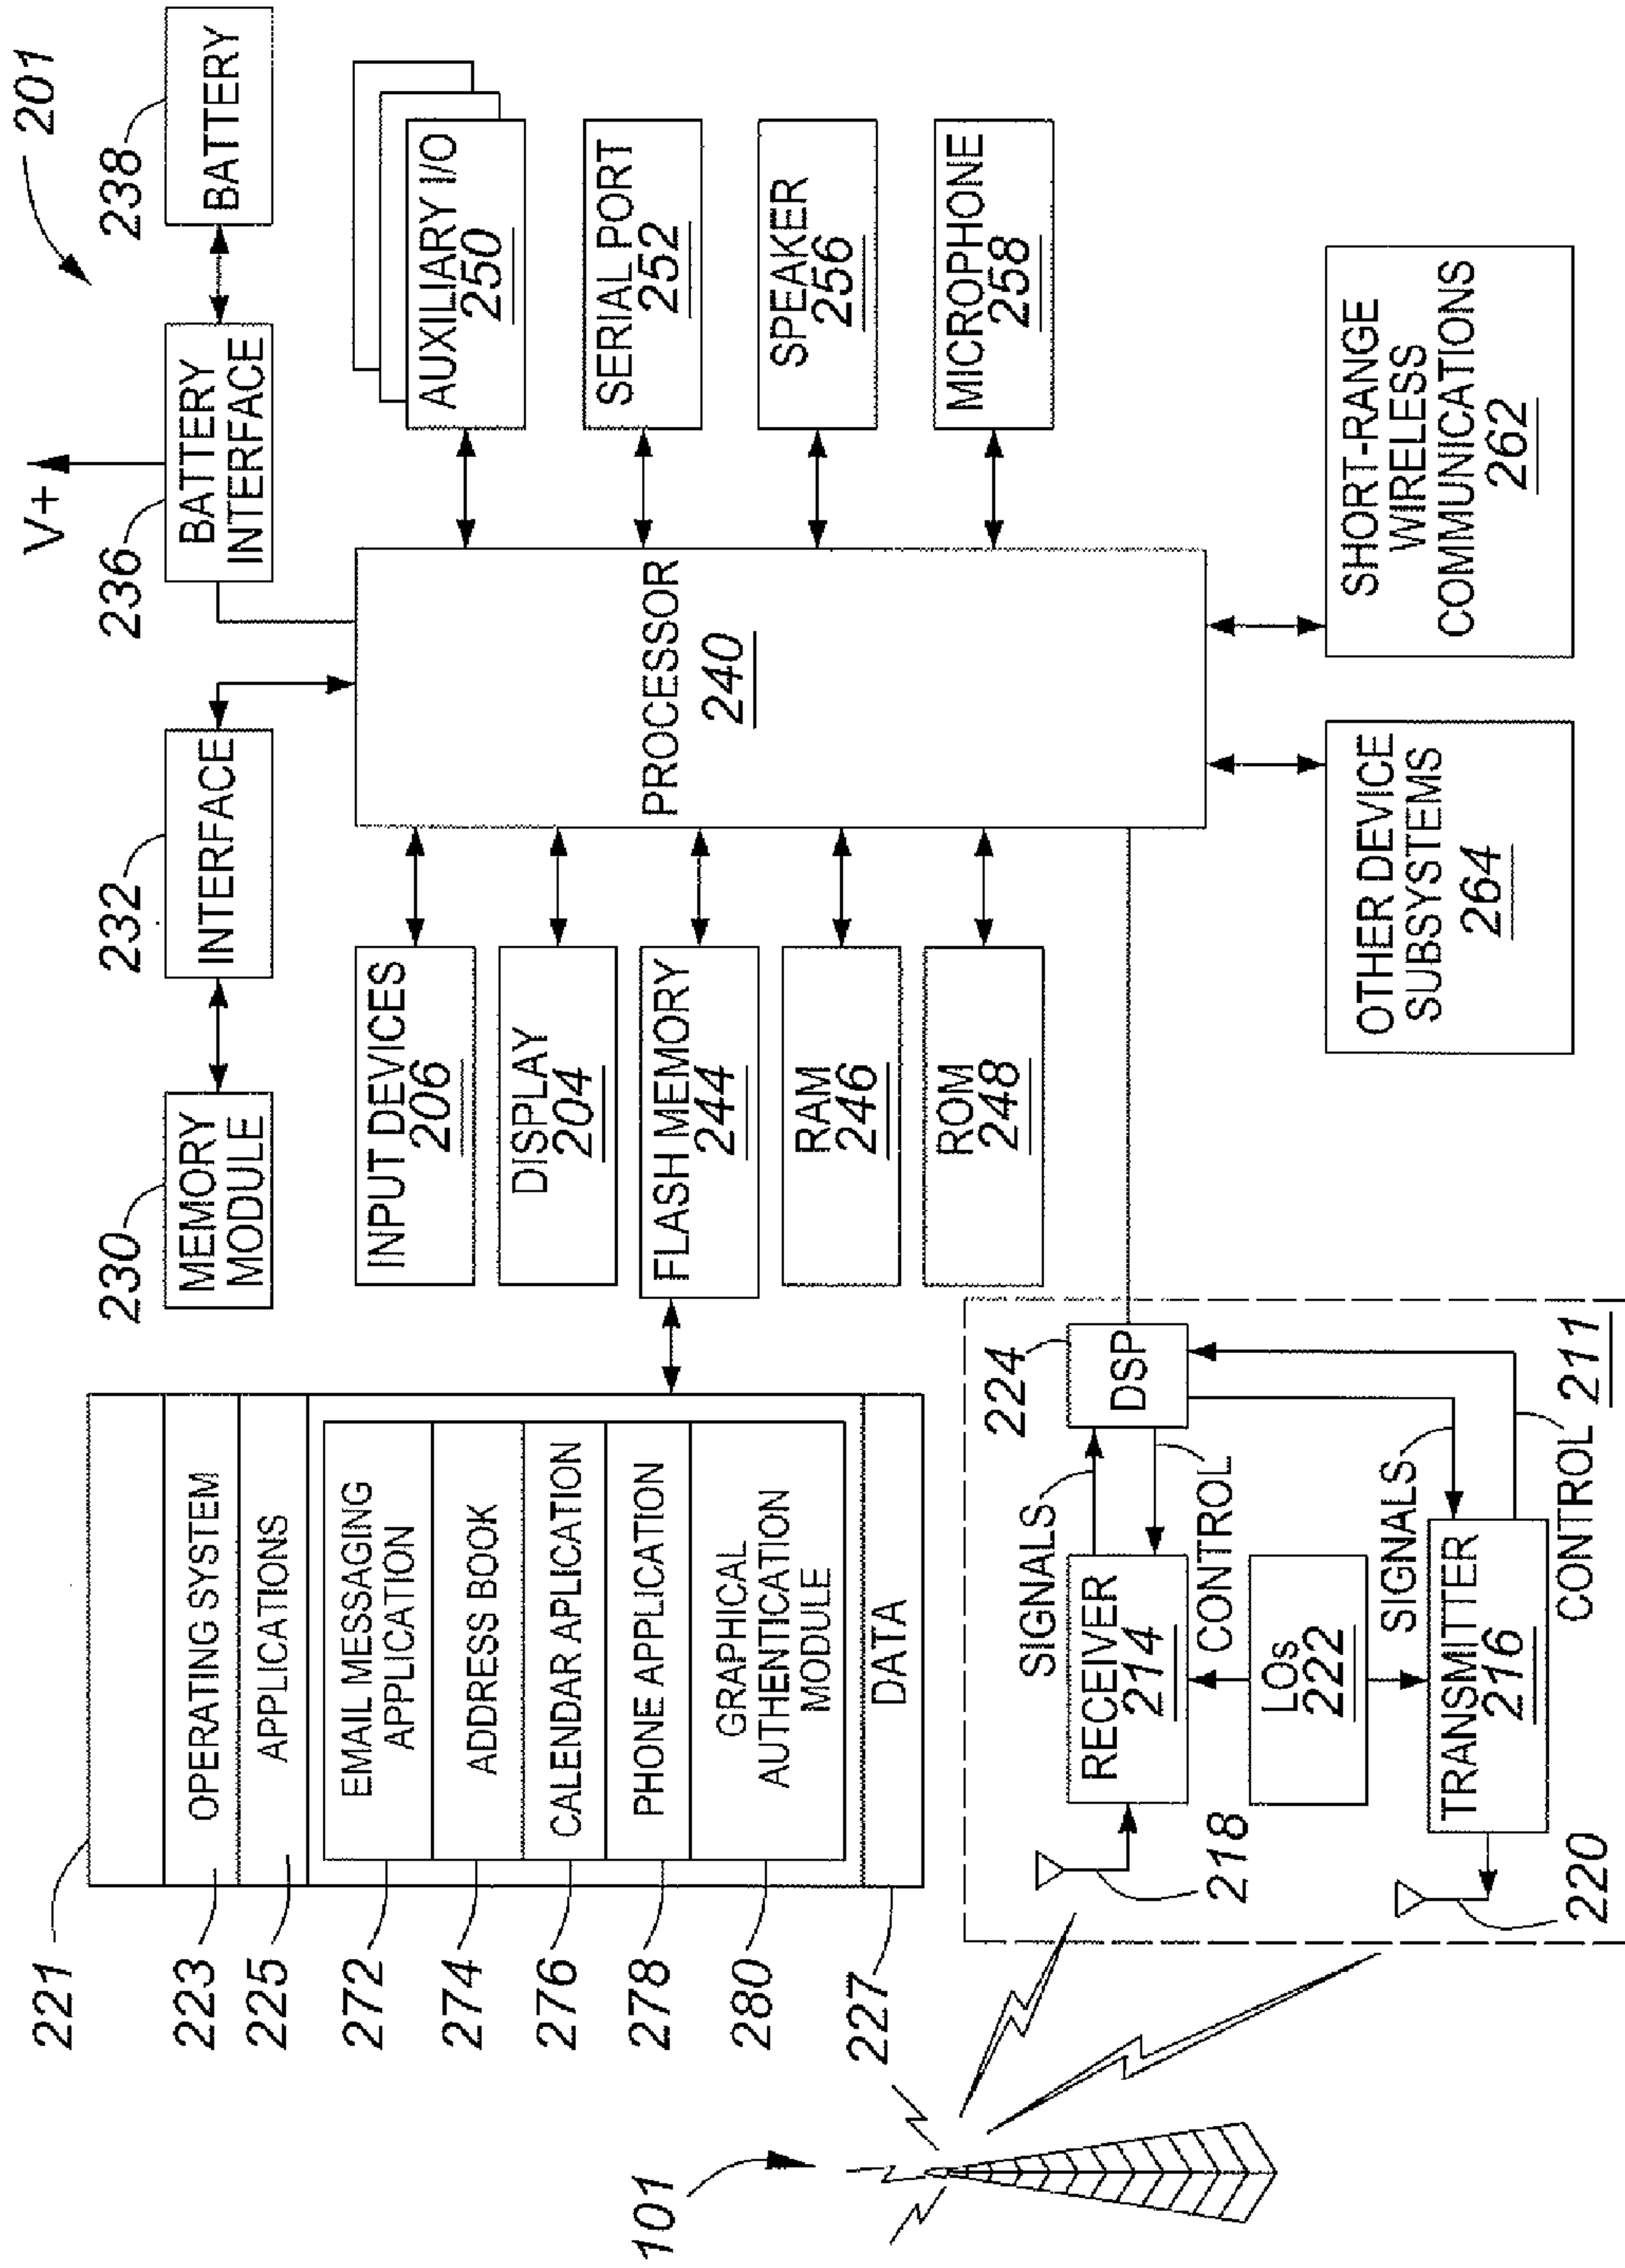 201
V+
230
MEMORY
MODULE
232
INTERFACE
236
BATTERY
INTERFACE
238
BATTERY
221
223
OPERATING SYSTEM
225
APPLICATIONS
272
EMAIL MESSAGING
APPLICATION
274
ADDRESS BOOK
276
CALENDAR APLICATION
278
PHONE APPLICATION
280
GRAPHICAL
AUTHENTICATION
MODULE
227
DATA
INPUT DEVICES
206
DISPLAY
204
FLASH MEMORY
244
RAM
246
ROM
248
PROCESSOR
240
AUXILIARY I/O
250
SERIAL PORT
252
SPEAKER
256
MICROPHONE
258
101
218
SIGNALS
224
DSP
RECEIVER
214
CONTROL
LOs
222
SIGNALS
TRANSMITTER
216
220
CONTROL
211
OTHER DEVICE
SUBSYSTEMS
264
SHORT-RANGE
WIRELESS
COMMUNICATIONS
262